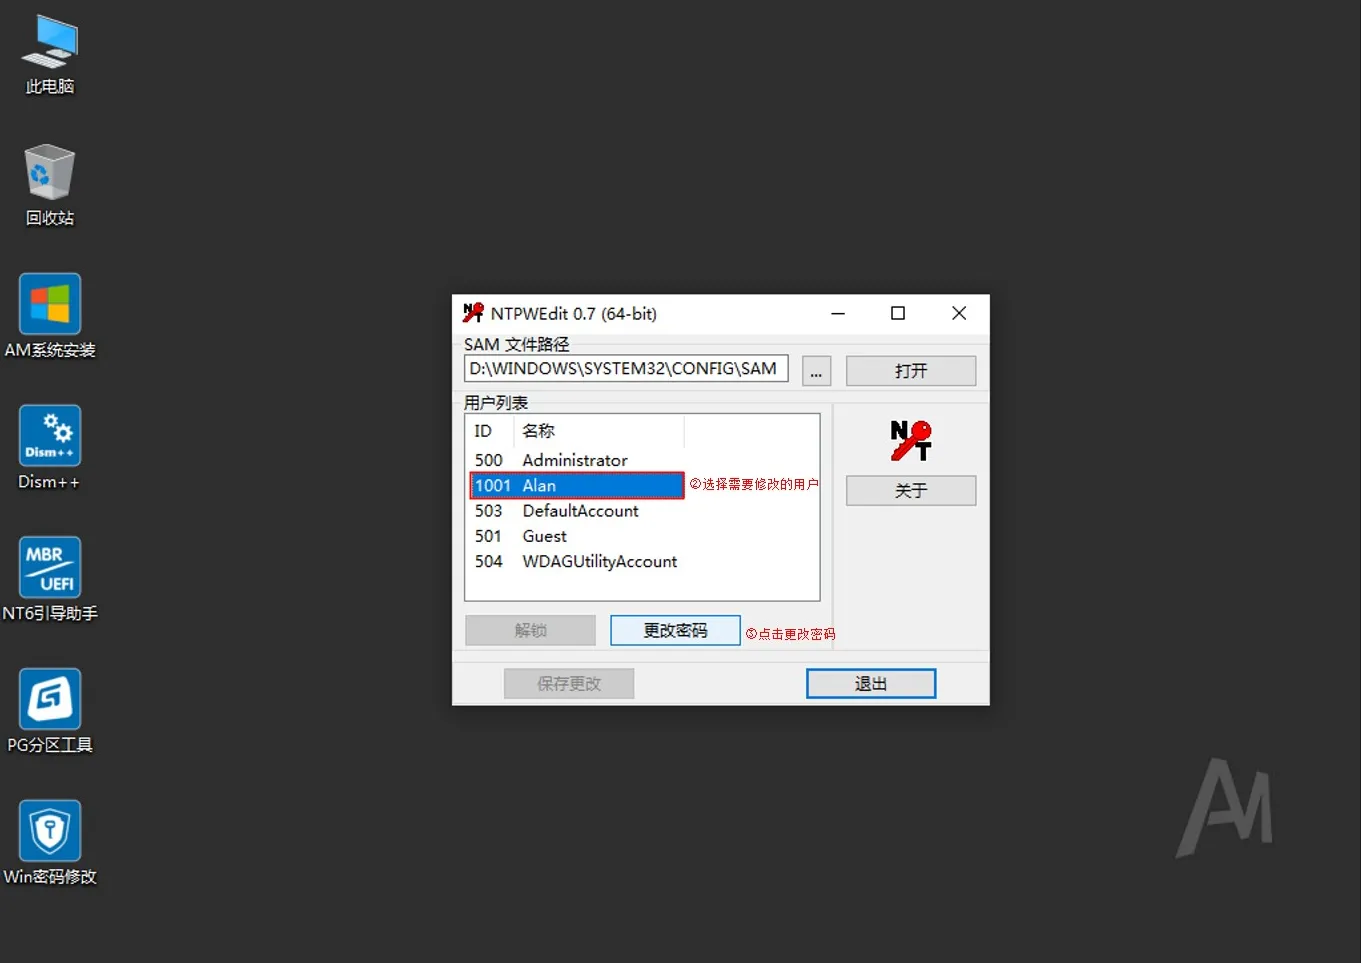 此电脑
回收站
AM系统安装
Dism++
Dism++
MBR
UEFI
NT6引导助手
PG分区工具
Win密码修改
NT NTPWEdit 0.7 (64-bit)
SAM 文件路径
D:\WINDOWS\SYSTEM32\CONFIG\SAM
...
打开
用户列表
ID 名称
500 Administrator
1001 Alan ②选择需要修改的用户
503 DefaultAccount
501 Guest
504 WDAGUtilityAccount
NT
关于
解锁
更改密码
③点击更改密码
保存更改
退出
AM